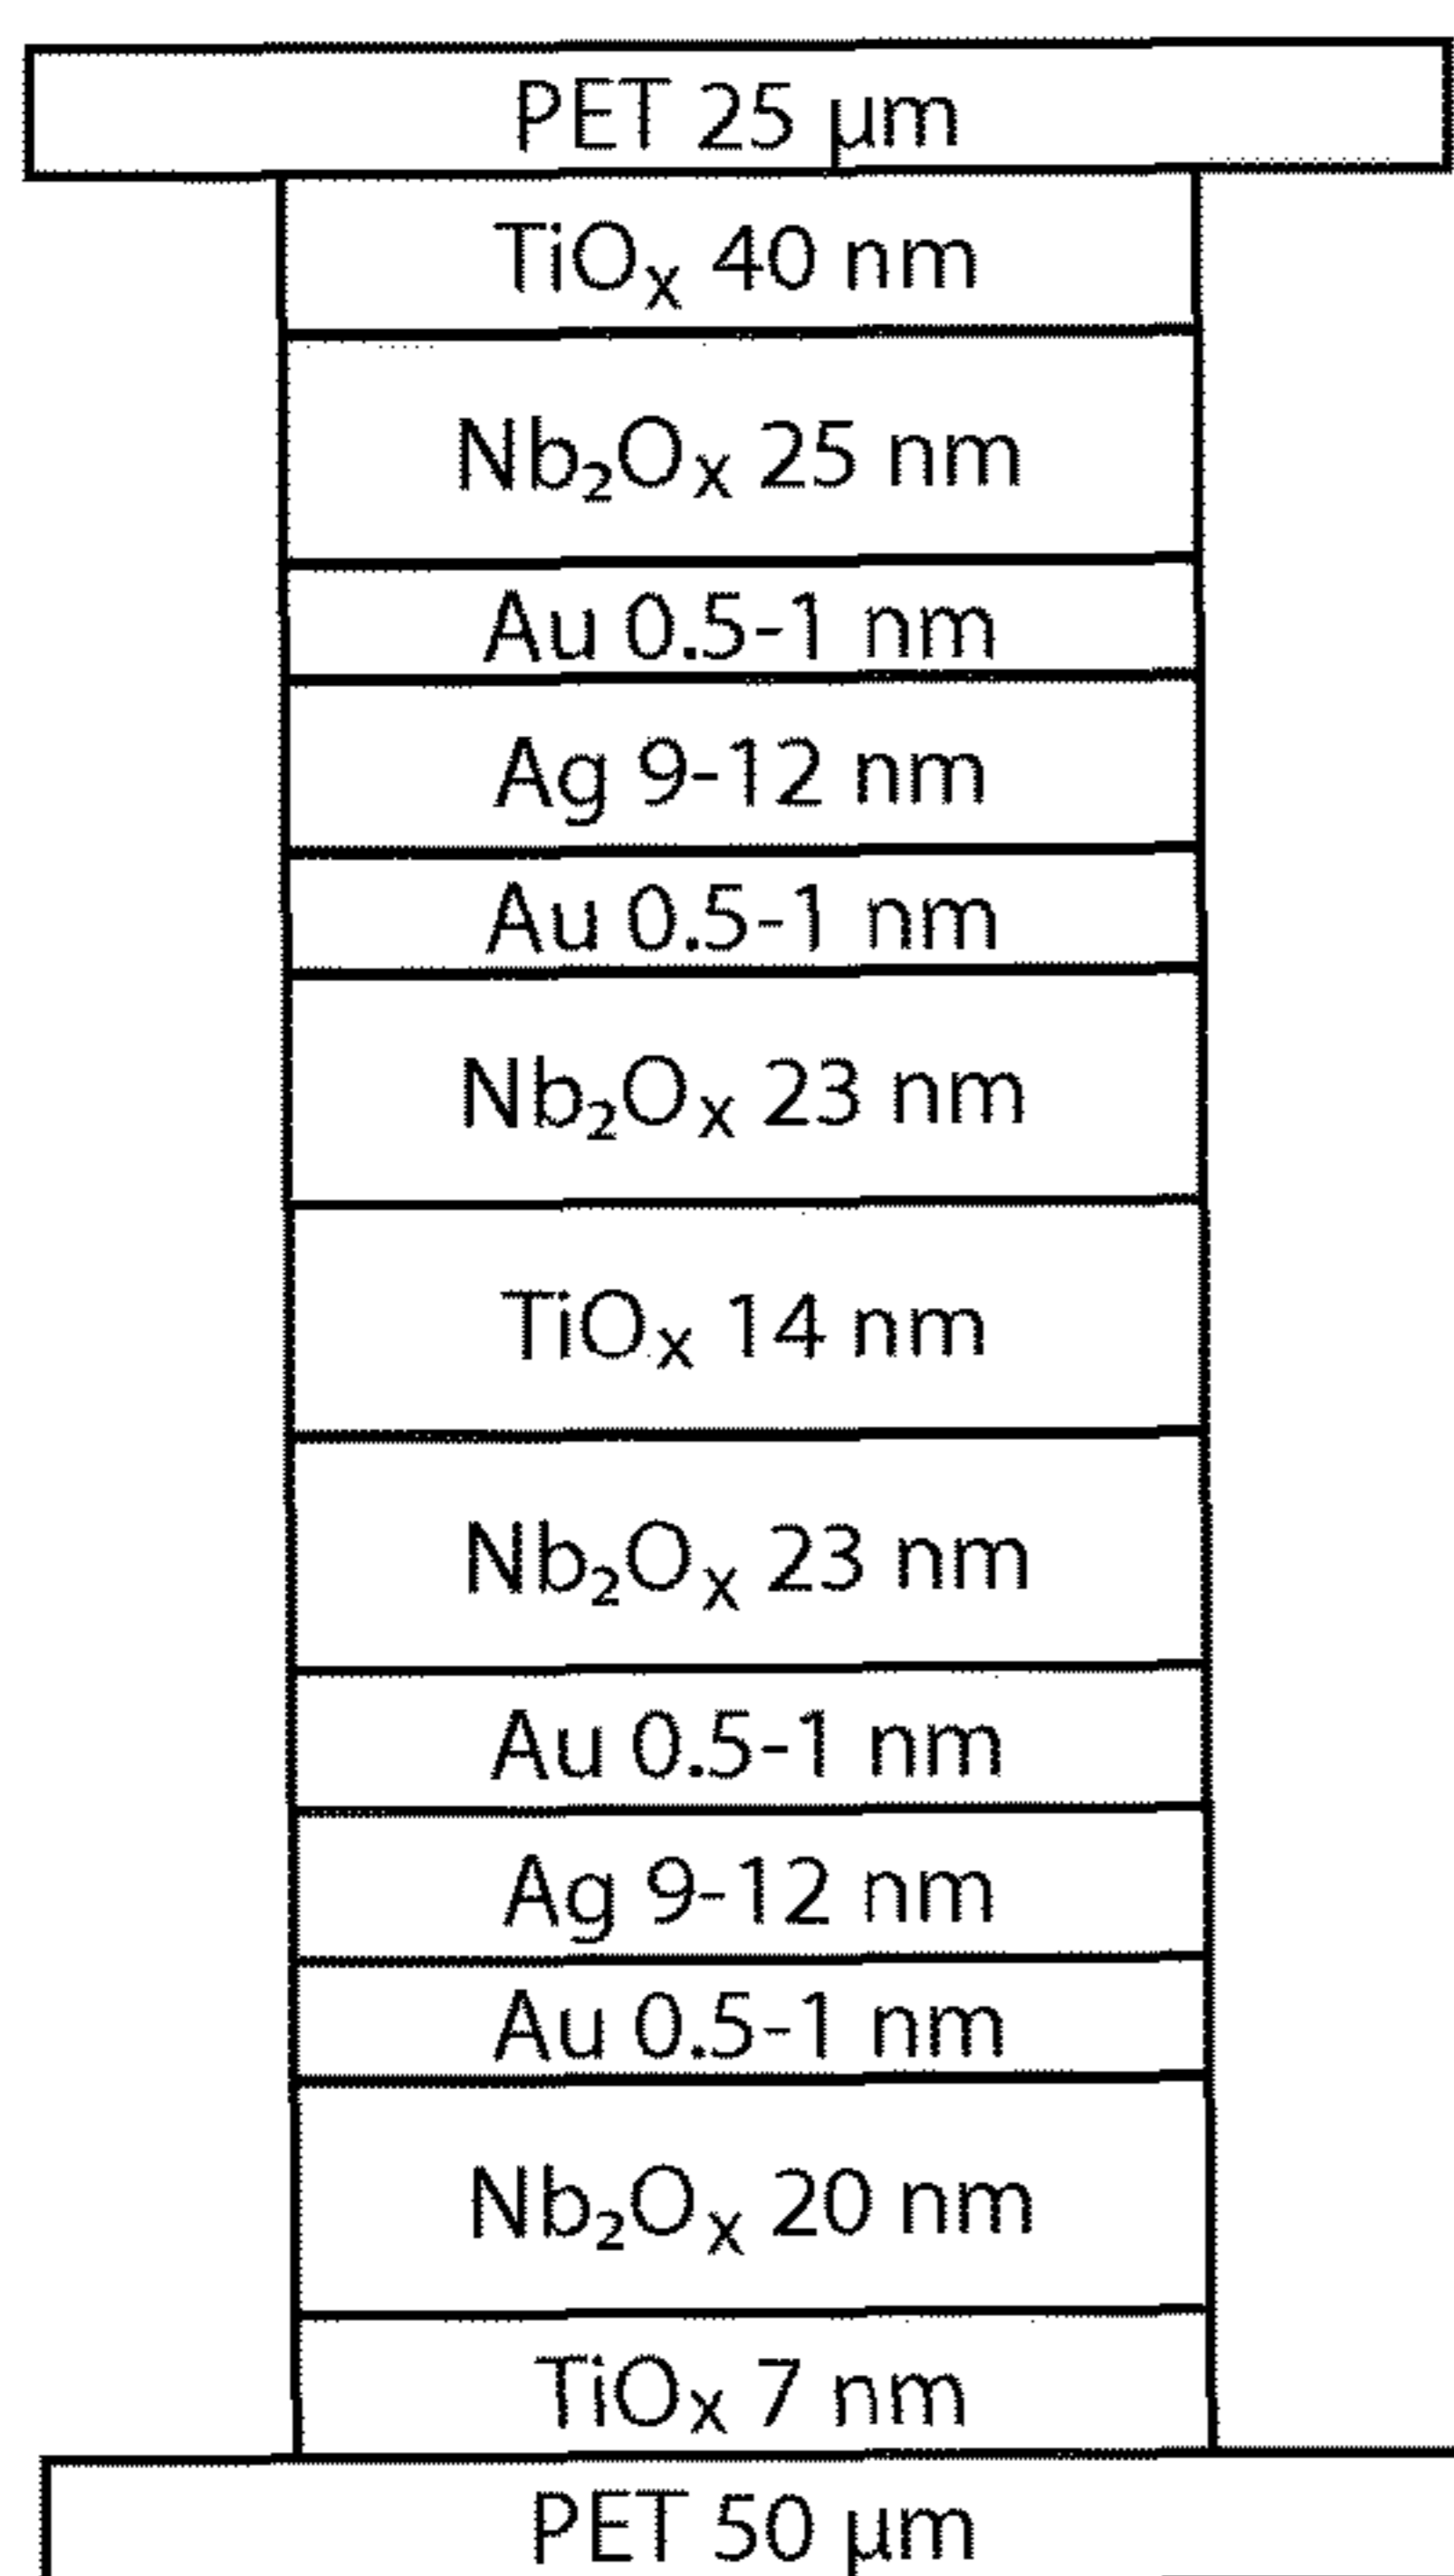 PET 25 µm
TiOₓ 40 nm
Nb₂Oₓ 25 nm
Au 0.5-1 nm
Ag 9-12 nm
Au 0.5-1 nm
Nb₂Oₓ 23 nm
TiOₓ 14 nm
Nb₂Oₓ 23 nm
Au 0.5-1 nm
Ag 9-12 nm
Au 0.5-1 nm
Nb₂Oₓ 20 nm
TiOₓ 7 nm
PET 50 µm